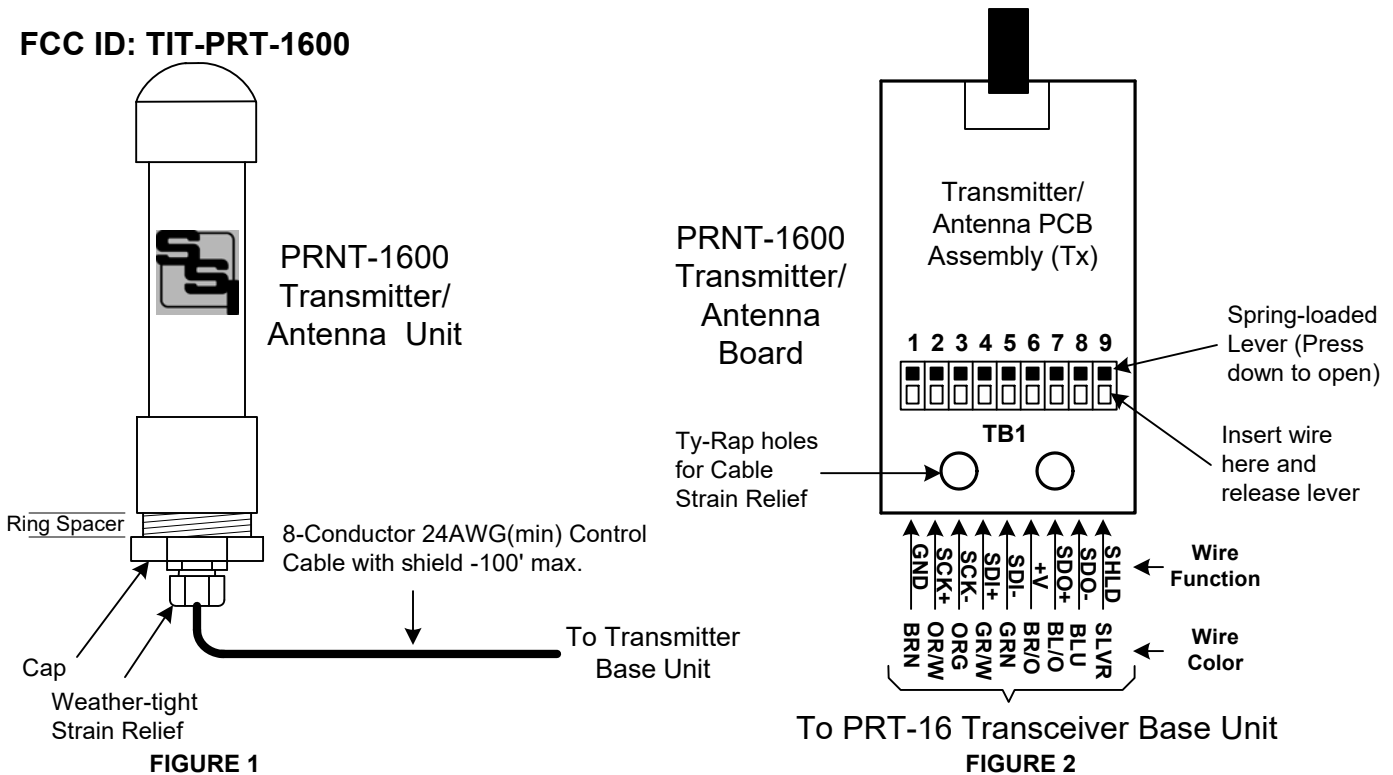 FCC ID: TIT-PRT-1600
SSI
PRNT-1600
Transmitter/
Antenna Unit
Ring Spacer
8-Conductor 24AWG(min) Control
Cable with shield -100' max.
To Transmitter
Base Unit
Cap
Weather-tight
Strain Relief
FIGURE 1
PRNT-1600
Transmitter/
Antenna
Board
Transmitter/
Antenna PCB
Assembly (Tx)
1 2 3 4 5 6 7 8 9
TB1
Spring-loaded
Lever (Press
down to open)
Insert wire
here and
release lever
Ty-Rap holes
for Cable
Strain Relief
GND
SCK+
SCK-
SDI+
SDI-
+V
SDO+
SDO-
SHLD
Wire
Function
BRN
OR/W
ORG
GR/W
GRN
BR/O
BL/O
BLU
SLVR
Wire
Color
To PRT-16 Transceiver Base Unit
FIGURE 2